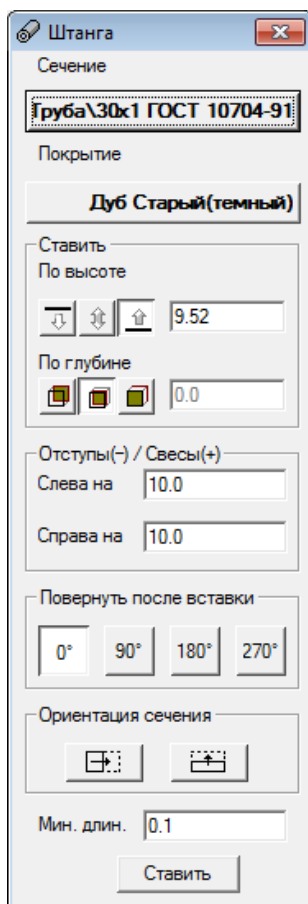 Штанга
Сечение
Труба\30x1 ГОСТ 10704-91
Покрытие
Дуб Старый(темный)
Ставить
По высоте
9.52
По глубине
0.0
Отступы(-) / Свесы(+)
Слева на 10.0
Справа на 10.0
Повернуть после вставки
0° 90° 180° 270°
Ориентация сечения
Мин. длин. 0.1
Ставить